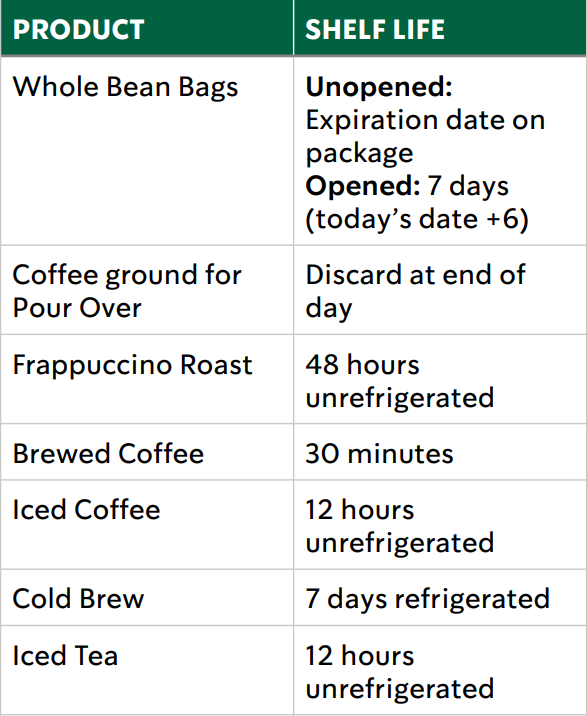 PRODUCT SHELF LIFE
Whole Bean Bags Unopened:
Expiration date on
package
Opened: 7 days
(today’s date +6)
Coffee ground for Discard at end of
Pour Over day
Frappuccino Roast 48 hours
unrefrigerated
Brewed Coffee 30 minutes
Iced Coffee 12 hours
unrefrigerated
Cold Brew 7 days refrigerated
Iced Tea 12 hours
unrefrigerated